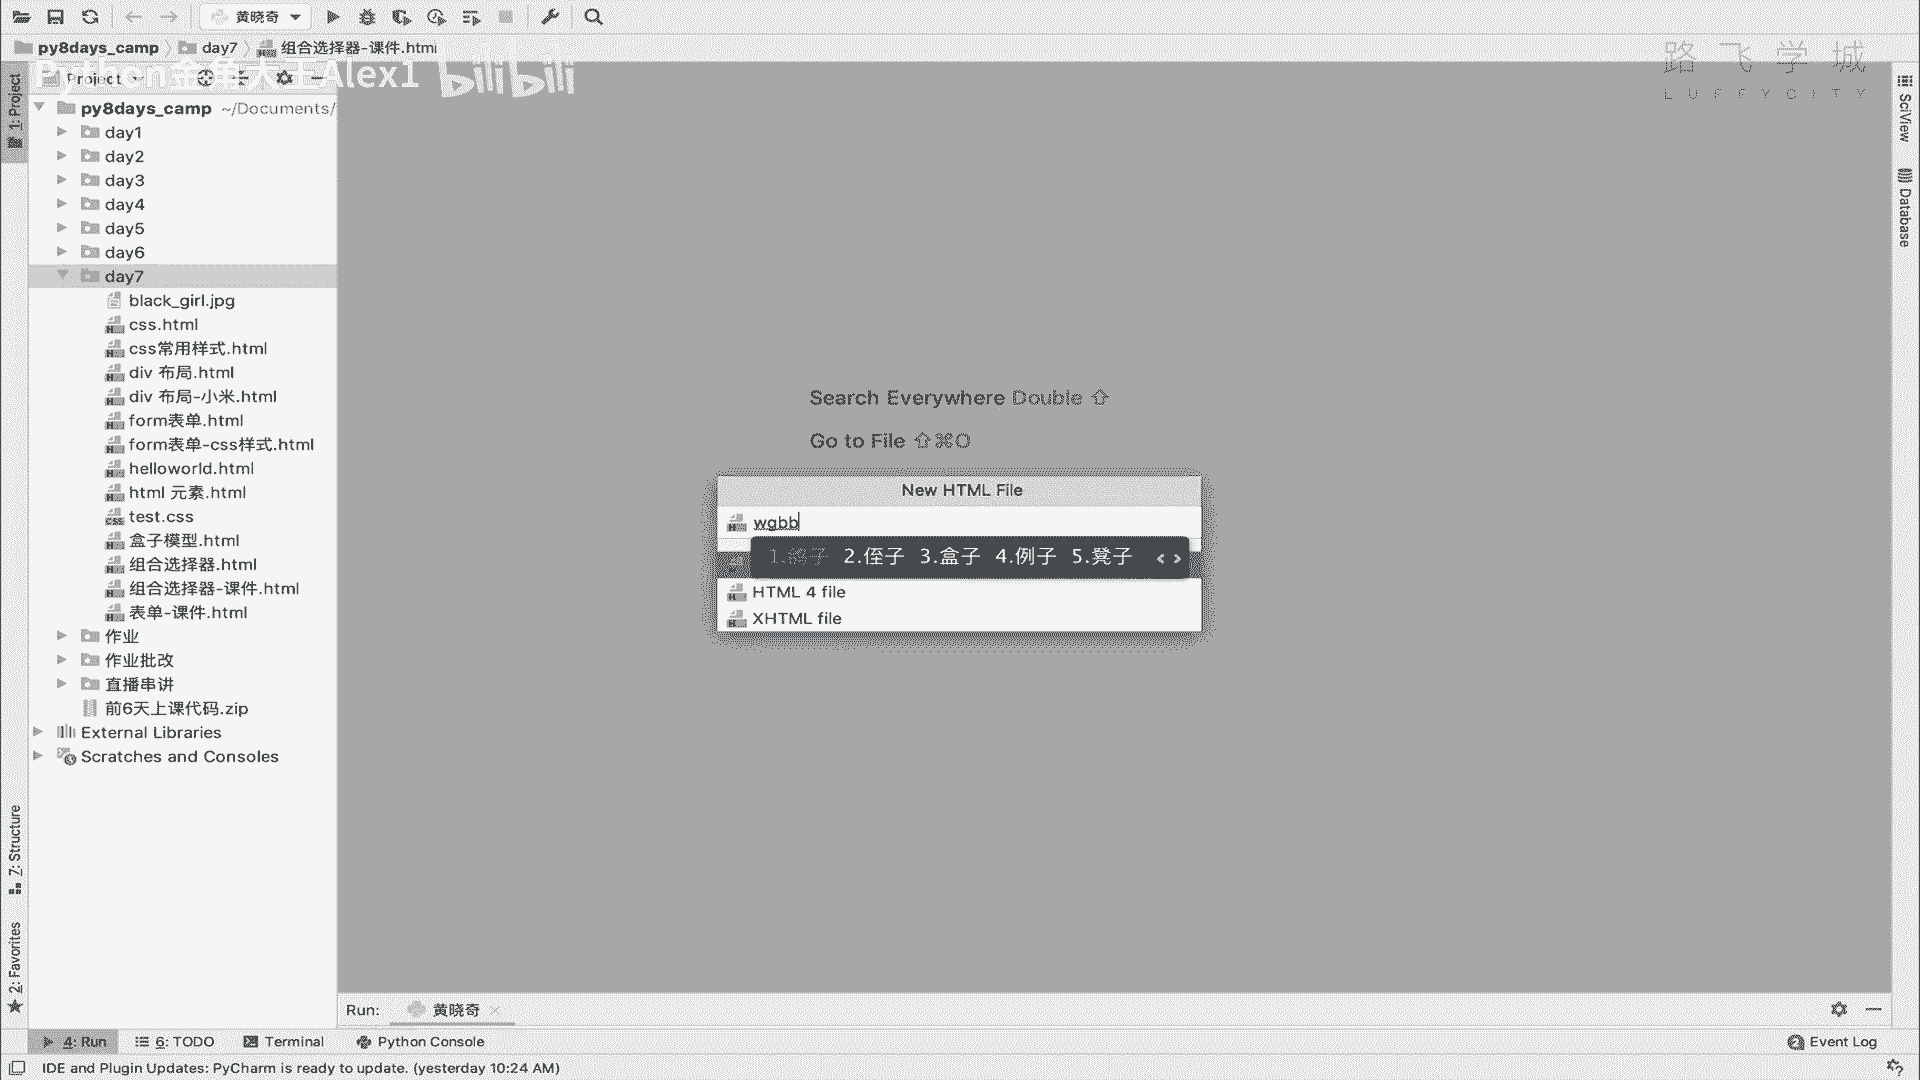 黄晓奇
py8days_camp day7 组合选择器-课件.html
Python金角大王Alex1 bilibili
路飞学城
LUFFYCITY
Project
1: Project
py8days_camp ~/Documents/
day1
day2
day3
day4
day5
day6
day7
black_girl.jpg
css.html
css常用样式.html
div 布局.html
div 布局-小米.html
form表单.html
form表单-css样式.html
helloworld.html
html 元素.html
test.css
盒子模型.html
组合选择器.html
组合选择器-课件.html
表单-课件.html
作业
作业批改
直播串讲
前6天上课代码.zip
External Libraries
Scratches and Consoles
7: Structure
2: Favorites
Search Everywhere Double ⇧
Go to File ⇧⌘O
New HTML File
wgbb
1.鸽子 2.侄子 3.盒子 4.例子 5.凳子 < >
HTML 4 file
XHTML file
SciView
Database
Run: 黄晓奇
4: Run 6: TODO Terminal Python Console
2 Event Log
IDE and Plugin Updates: PyCharm is ready to update. (yesterday 10:24 AM)